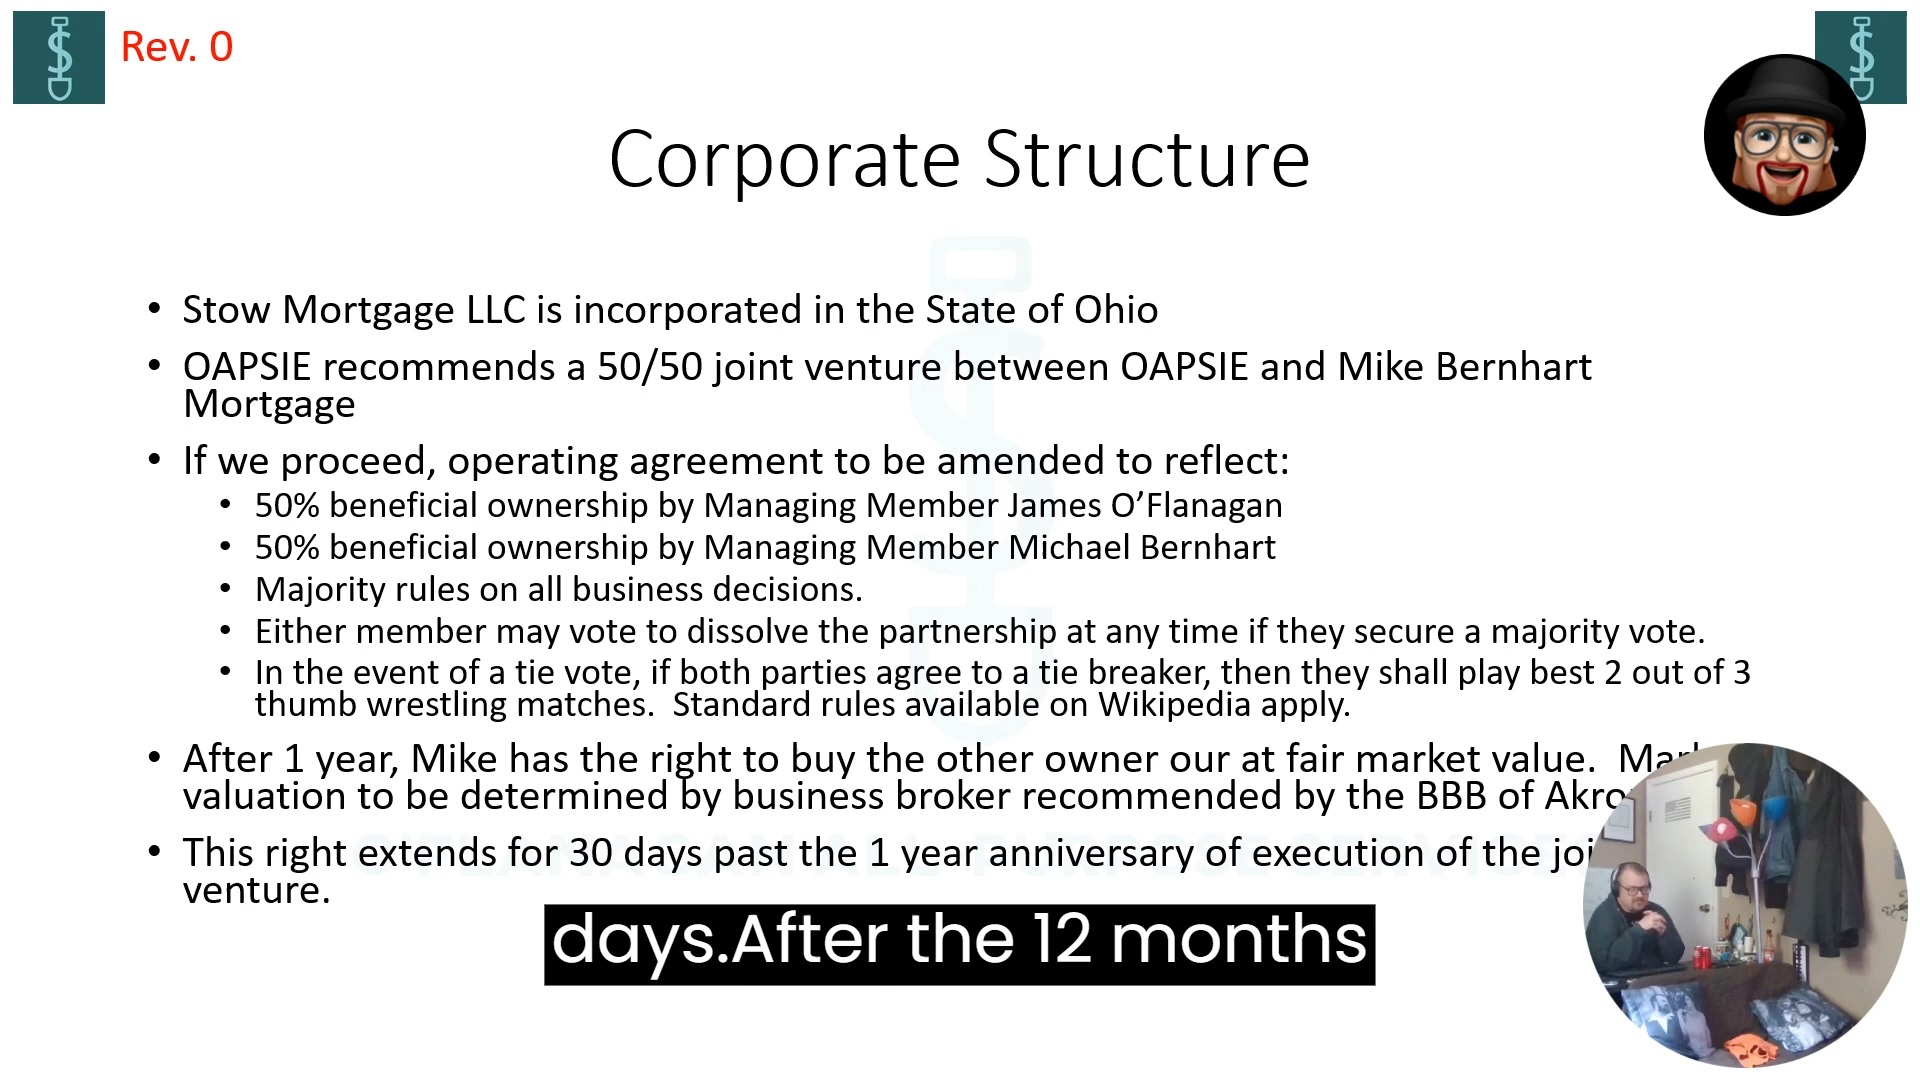 Rev. 0
Corporate Structure
• Stow Mortgage LLC is incorporated in the State of Ohio
• OAPSIE recommends a 50/50 joint venture between OAPSIE and Mike Bernhart
Mortgage
• If we proceed, operating agreement to be amended to reflect:
• 50% beneficial ownership by Managing Member James O’Flanagan
• 50% beneficial ownership by Managing Member Michael Bernhart
• Majority rules on all business decisions.
• Either member may vote to dissolve the partnership at any time if they secure a majority vote.
• In the event of a tie vote, if both parties agree to a tie breaker, then they shall play best 2 out of 3
thumb wrestling matches.  Standard rules available on Wikipedia apply.
• After 1 year, Mike has the right to buy the other owner our at fair market value.
valuation to be determined by business broker recommended by the BBB of
• This right extends for 30 days past the 1 year anniversary of execution of the
venture.
days.After the 12 months